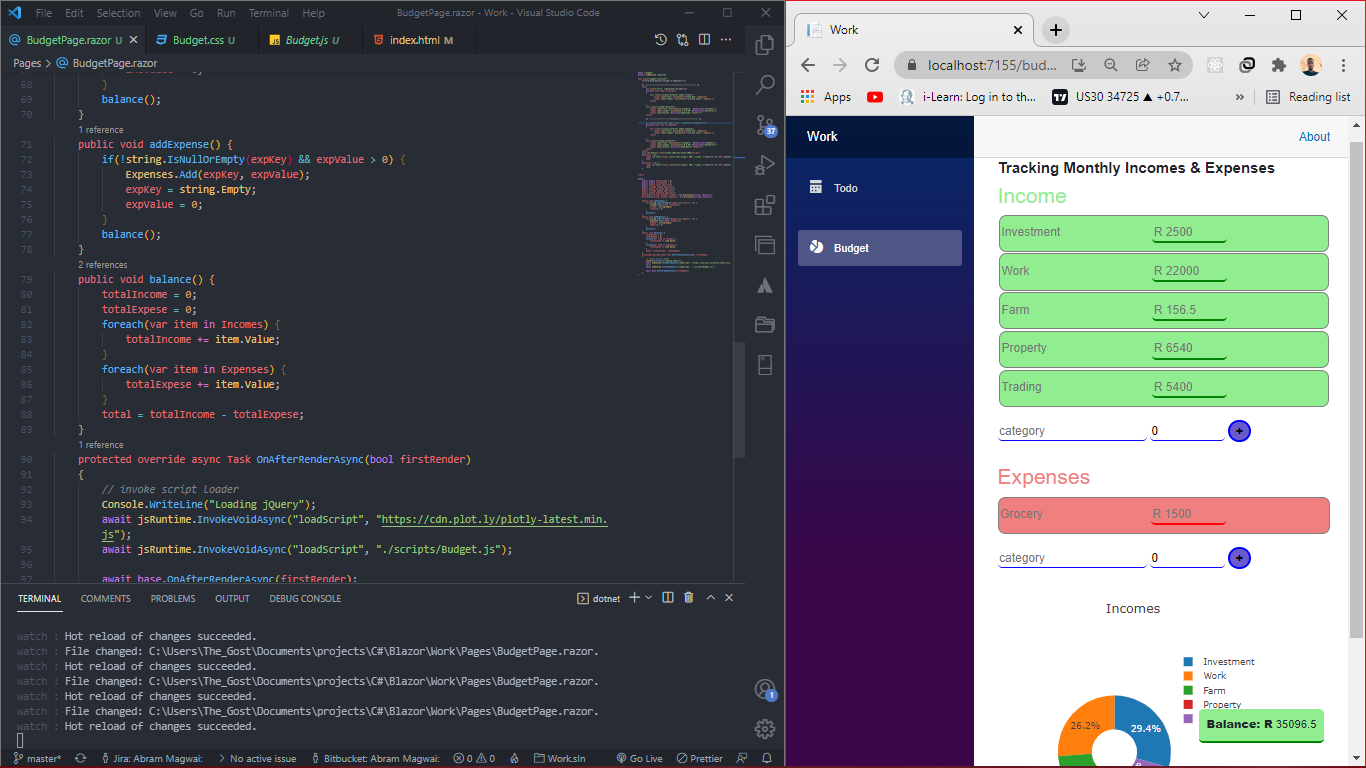 File Edit Selection View Go Run Terminal Help BudgetPage.razor - Work - Visual Studio Code
BudgetPage.razor U Budget.css U Budget.js U index.html M
Pages > BudgetPage.razor
68 }
69 balance();
70 }
1 reference
71 public void addExpense() {
72 if(!string.IsNullOrEmpty(expKey) && expValue > 0) {
73 Expenses.Add(expKey, expValue);
74 expKey = string.Empty;
75 expValue = 0;
76 }
77 balance();
78 }
2 references
79 public void balance() {
80 totalIncome = 0;
81 totalExpese = 0;
82 foreach(var item in Incomes) {
83 totalIncome += item.Value;
84 }
85 foreach(var item in Expenses) {
86 totalExpese += item.Value;
87 }
88 total = totalIncome - totalExpese;
89 }
1 reference
90 protected override async Task OnAfterRenderAsync(bool firstRender)
91 {
92 // invoke script loader
93 Console.WriteLine("Loading jQuery");
94 await jsRuntime.InvokeVoidAsync("loadScript", "https://cdn.plot.ly/plotly-latest.min.
js");
95 await jsRuntime.InvokeVoidAsync("loadScript", "./scripts/Budget.js");
96
97 await base.OnAfterRenderAsync(firstRender);
37
1
TERMINAL COMMENTS PROBLEMS OUTPUT DEBUG CONSOLE dotnet
watch : Hot reload of changes succeeded.
watch : File changed: C:\Users\The_Gost\Documents\projects\C#\Blazor\Work\Pages\BudgetPage.razor.
watch : Hot reload of changes succeeded.
watch : File changed: C:\Users\The_Gost\Documents\projects\C#\Blazor\Work\Pages\BudgetPage.razor.
watch : Hot reload of changes succeeded.
watch : File changed: C:\Users\The_Gost\Documents\projects\C#\Blazor\Work\Pages\BudgetPage.razor.
watch : Hot reload of changes succeeded.
master* Jira: Abram Magwai: No active issue Bitbucket: Abram Magwai: 0 0 Work.sln Go Live Prettier
Work
localhost:7155/bud...
Apps i-Learn: Log in to th... US30 34725 ▲ +0.7... » Reading list
Work
About
Todo
Budget
Tracking Monthly Incomes & Expenses
Income
Investment R 2500
Work R 22000
Farm R 156.5
Property R 6540
Trading R 5400
category 0 +
Expenses
Grocery R 1500
category 0 +
Incomes
Investment
Work
Farm
Property
26.2%
29.4%
Balance: R 35096.5